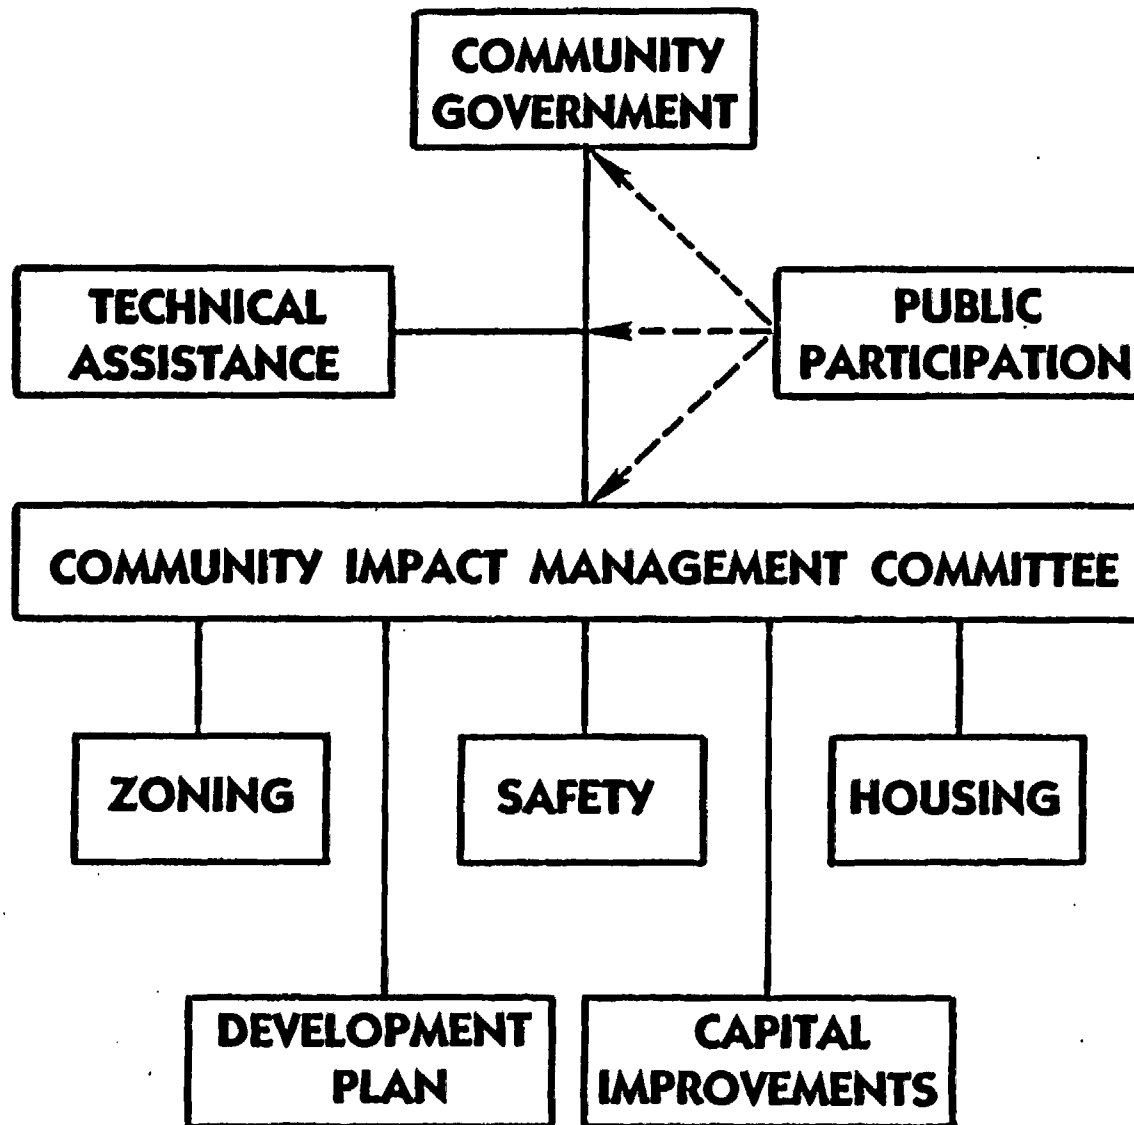 COMMUNITY
GOVERNMENT
TECHNICAL
ASSISTANCE
PUBLIC
PARTICIPATION
COMMUNITY IMPACT MANAGEMENT COMMITTEE
ZONING
SAFETY
HOUSING
DEVELOPMENT
PLAN
CAPITAL
IMPROVEMENTS